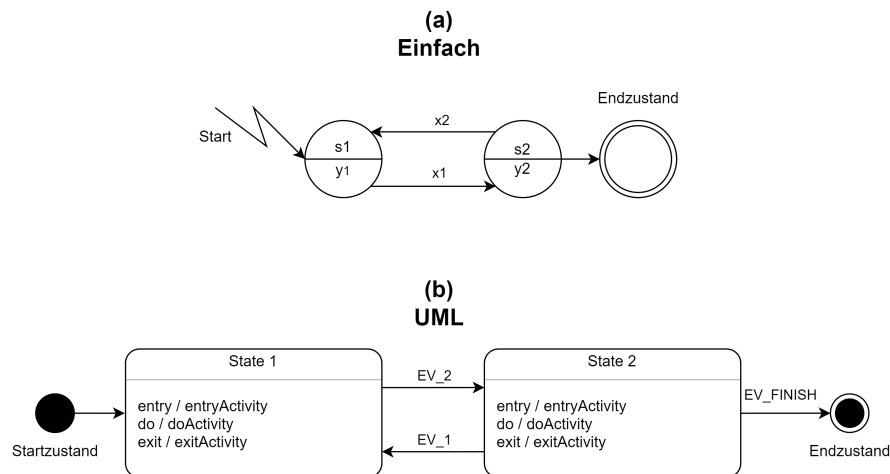 (a)
Einfach
Endzustand
Start
s1
y1
x2
x1
s2
y2
(b)
UML
State 1
entry / entryActivity
do / doActivity
exit / exitActivity
EV_2
EV_1
State 2
entry / entryActivity
do / doActivity
exit / exitActivity
EV_FINISH
Startzustand
Endzustand